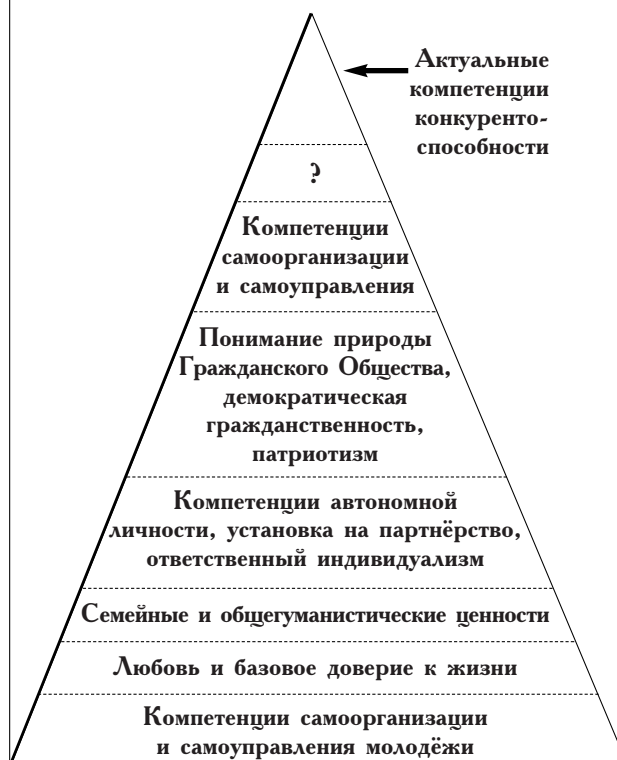 Актуальные
компетенции
конкуренто-
способности
?
Компетенции
самоорганизации
и самоуправления
Понимание природы
Гражданского Общества,
демократическая
гражданственность,
патриотизм
Компетенции автономной
личности, установка на партнёрство,
ответственный индивидуализм
Семейные и общегуманистические ценности
Любовь и базовое доверие к жизни
Компетенции самоорганизации
и самоуправления молодёжи